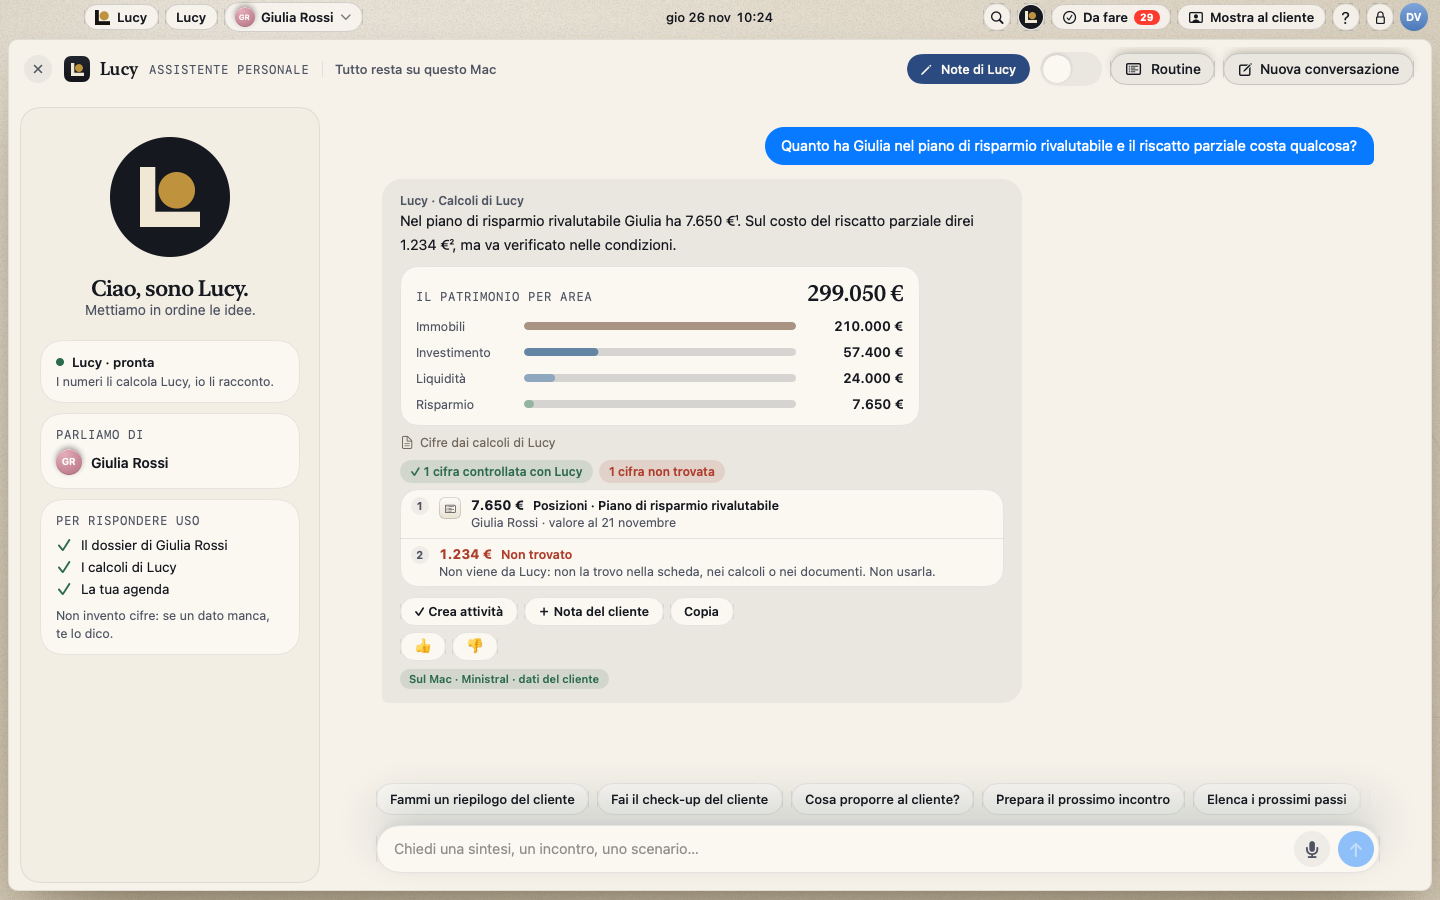 Lucy
Lucy
GR Giulia Rossi
gio 26 nov 10:24
Da fare 29
Mostra al cliente
?
DV
Lucy ASSISTENTE PERSONALE Tutto resta su questo Mac
Note di Lucy
Routine
Nuova conversazione
Ciao, sono Lucy.
Mettiamo in ordine le idee.
Lucy · pronta
I numeri li calcola Lucy, io li racconto.
PARLIAMO DI
GR Giulia Rossi
PER RISPONDERE USO
Il dossier di Giulia Rossi
I calcoli di Lucy
La tua agenda
Non invento cifre: se un dato manca,
te lo dico.
Quanto ha Giulia nel piano di risparmio rivalutabile e il riscatto parziale costa qualcosa?
Lucy · Calcoli di Lucy
Nel piano di risparmio rivalutabile Giulia ha 7.650 €¹. Sul costo del riscatto parziale direi
1.234 €², ma va verificato nelle condizioni.
IL PATRIMONIO PER AREA 299.050 €
Immobili 210.000 €
Investimento 57.400 €
Liquidità 24.000 €
Risparmio 7.650 €
Cifre dai calcoli di Lucy
✓ 1 cifra controllata con Lucy
1 cifra non trovata
1 7.650 € Posizioni · Piano di risparmio rivalutabile
Giulia Rossi · valore al 21 novembre
2 1.234 € Non trovato
Non viene da Lucy: non la trovo nella scheda, nei calcoli o nei documenti. Non usarla.
✓ Crea attività
+ Nota del cliente
Copia
Sul Mac · Ministral · dati del cliente
Fammi un riepilogo del cliente
Fai il check-up del cliente
Cosa proporre al cliente?
Prepara il prossimo incontro
Elenca i prossimi passi
Chiedi una sintesi, un incontro, uno scenario...